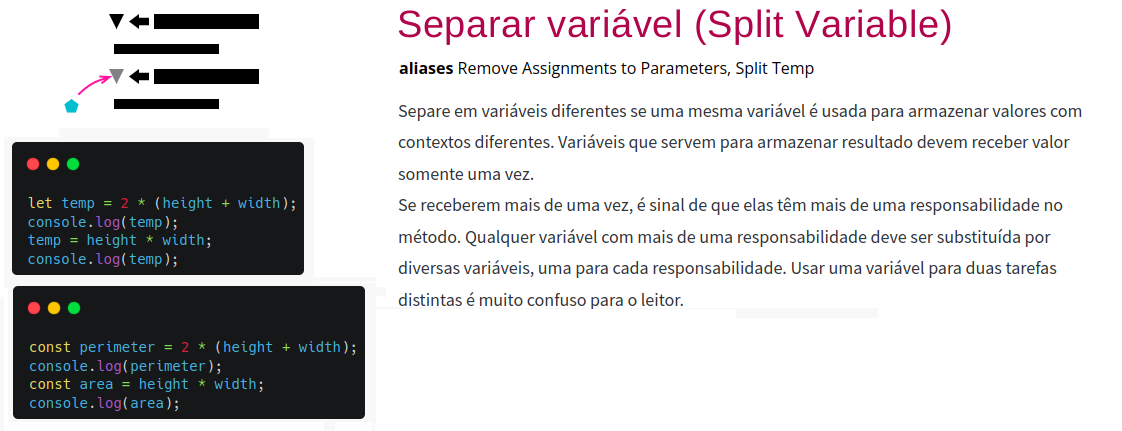 Separar variável (Split Variable)
aliases Remove Assignments to Parameters, Split Temp
Separe em variáveis diferentes se uma mesma variável é usada para armazenar valores com
contextos diferentes. Variáveis que servem para armazenar resultado devem receber valor
somente uma vez.
Se receberem mais de uma vez, é sinal de que elas têm mais de uma responsabilidade no
método. Qualquer variável com mais de uma responsabilidade deve ser substituída por
diversas variáveis, uma para cada responsabilidade. Usar uma variável para duas tarefas
distintas é muito confuso para o leitor.
let temp = 2 * (height + width);
console.log(temp);
temp = height * width;
console.log(temp);
const perimeter = 2 * (height + width);
console.log(perimeter);
const area = height * width;
console.log(area);